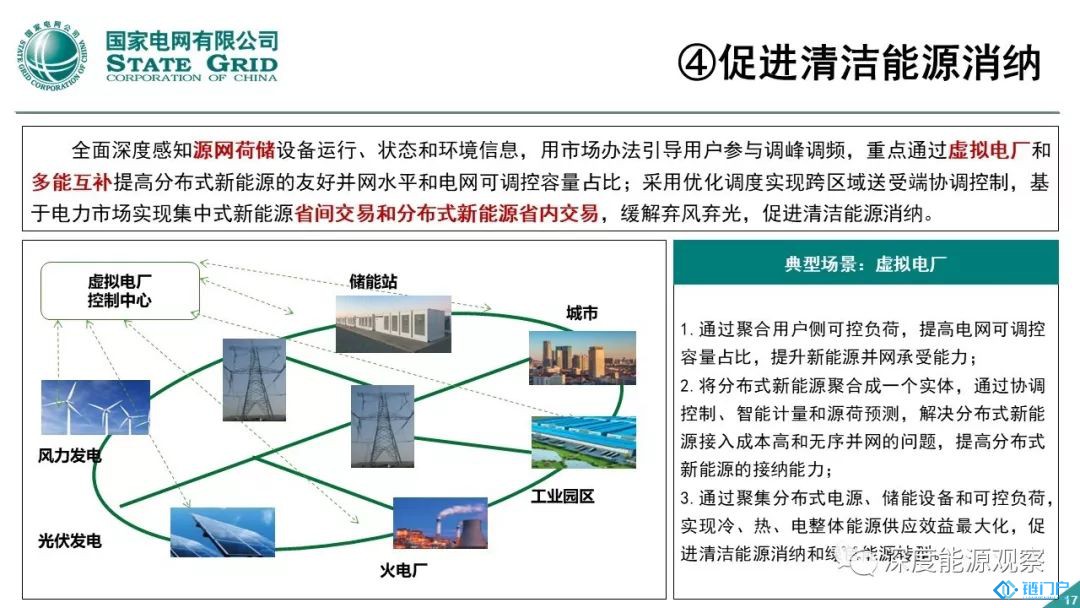 国家电网公司
STATE GRID CORPORATION OF CHINA
国家电网有限公司
STATE GRID
CORPORATION OF CHINA
④促进清洁能源消纳
全面深度感知源网荷储设备运行、状态和环境信息，用市场办法引导用户参与调峰调频，重点通过虚拟电厂和
多能互补提高分布式新能源的友好并网水平和电网可调控容量占比；采用优化调度实现跨区域送受端协调控制，基
于电力市场实现集中式新能源省间交易和分布式新能源省内交易，缓解弃风弃光，促进清洁能源消纳。
虚拟电厂
控制中心
储能站
城市
风力发电
工业园区
光伏发电
火电厂
典型场景：虚拟电厂
1. 通过聚合用户侧可控负荷，提高电网可调控
容量占比，提升新能源并网承受能力；
2. 将分布式新能源聚合成一个实体，通过协调
控制、智能计量和源荷预测，解决分布式新能
源接入成本高和无序并网的问题，提高分布式
新能源的接纳能力；
3. 通过聚集分布式电源、储能设备和可控负荷，
实现冷、热、电整体能源供应效益最大化，促
进清洁能源消纳和绿色能源转型。
深度能源观察
链门户
17